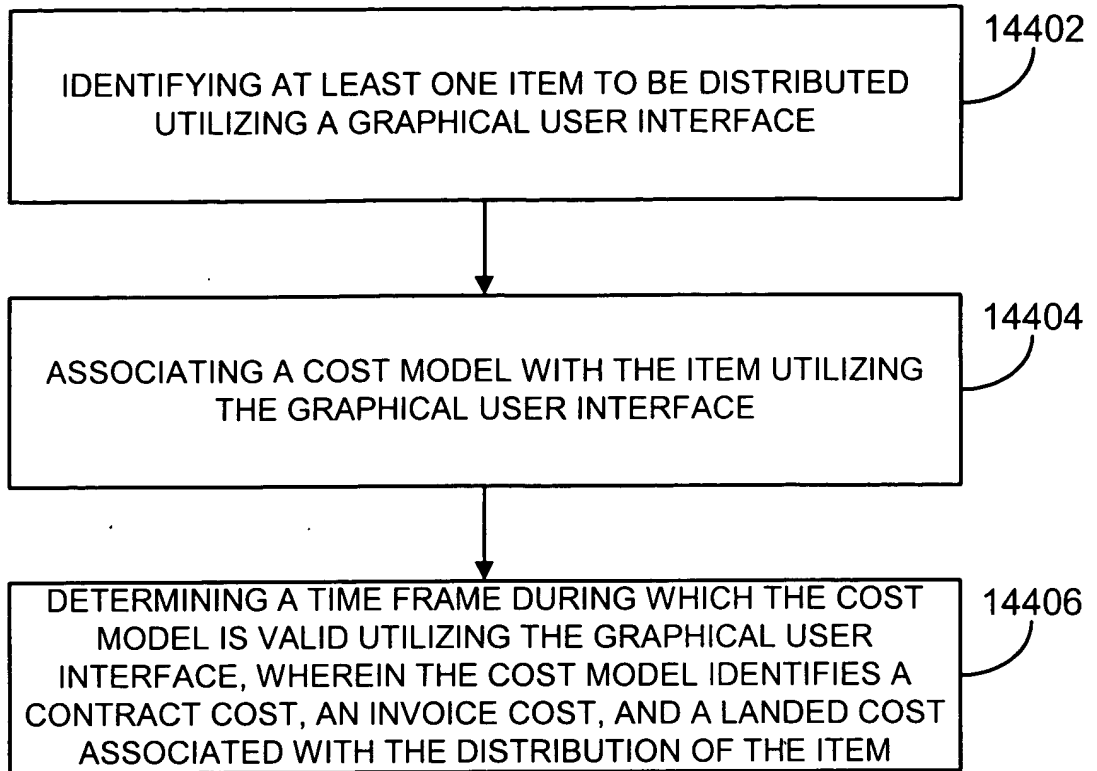 14402
IDENTIFYING AT LEAST ONE ITEM TO BE DISTRIBUTED
UTILIZING A GRAPHICAL USER INTERFACE
14404
ASSOCIATING A COST MODEL WITH THE ITEM UTILIZING
THE GRAPHICAL USER INTERFACE
14406
DETERMINING A TIME FRAME DURING WHICH THE COST
MODEL IS VALID UTILIZING THE GRAPHICAL USER
INTERFACE, WHEREIN THE COST MODEL IDENTIFIES A
CONTRACT COST, AN INVOICE COST, AND A LANDED COST
ASSOCIATED WITH THE DISTRIBUTION OF THE ITEM